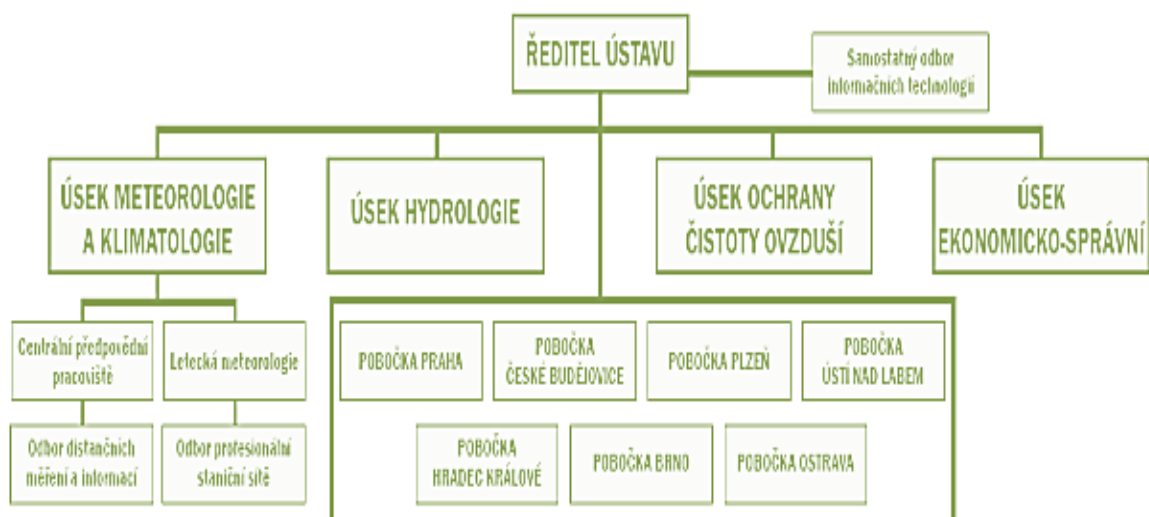 ŘEDITEL ÚSTAVU
Samostatný odbor
informačních technologií
ÚSEK METEOROLOGIE
A KLIMATOLOGIE
ÚSEK HYDROLOGIE
ÚSEK OCHRANY
ČISTOTY OVZDUŠÍ
ÚSEK
EKONOMICKO-SPRÁVNÍ
Centrální předpovědní
pracoviště
Letecká meteorologie
POBOČKA PRAHA
POBOČKA
ČESKÉ BUDĚJOVICE
POBOČKA PLZEŇ
POBOČKA
ÚSTÍ NAD LABEM
Odbor distančních
měření a informací
Odbor profesionální
staniční sítě
POBOČKA
HRADEC KRÁLOVÉ
POBOČKA BRNO
POBOČKA OSTRAVA